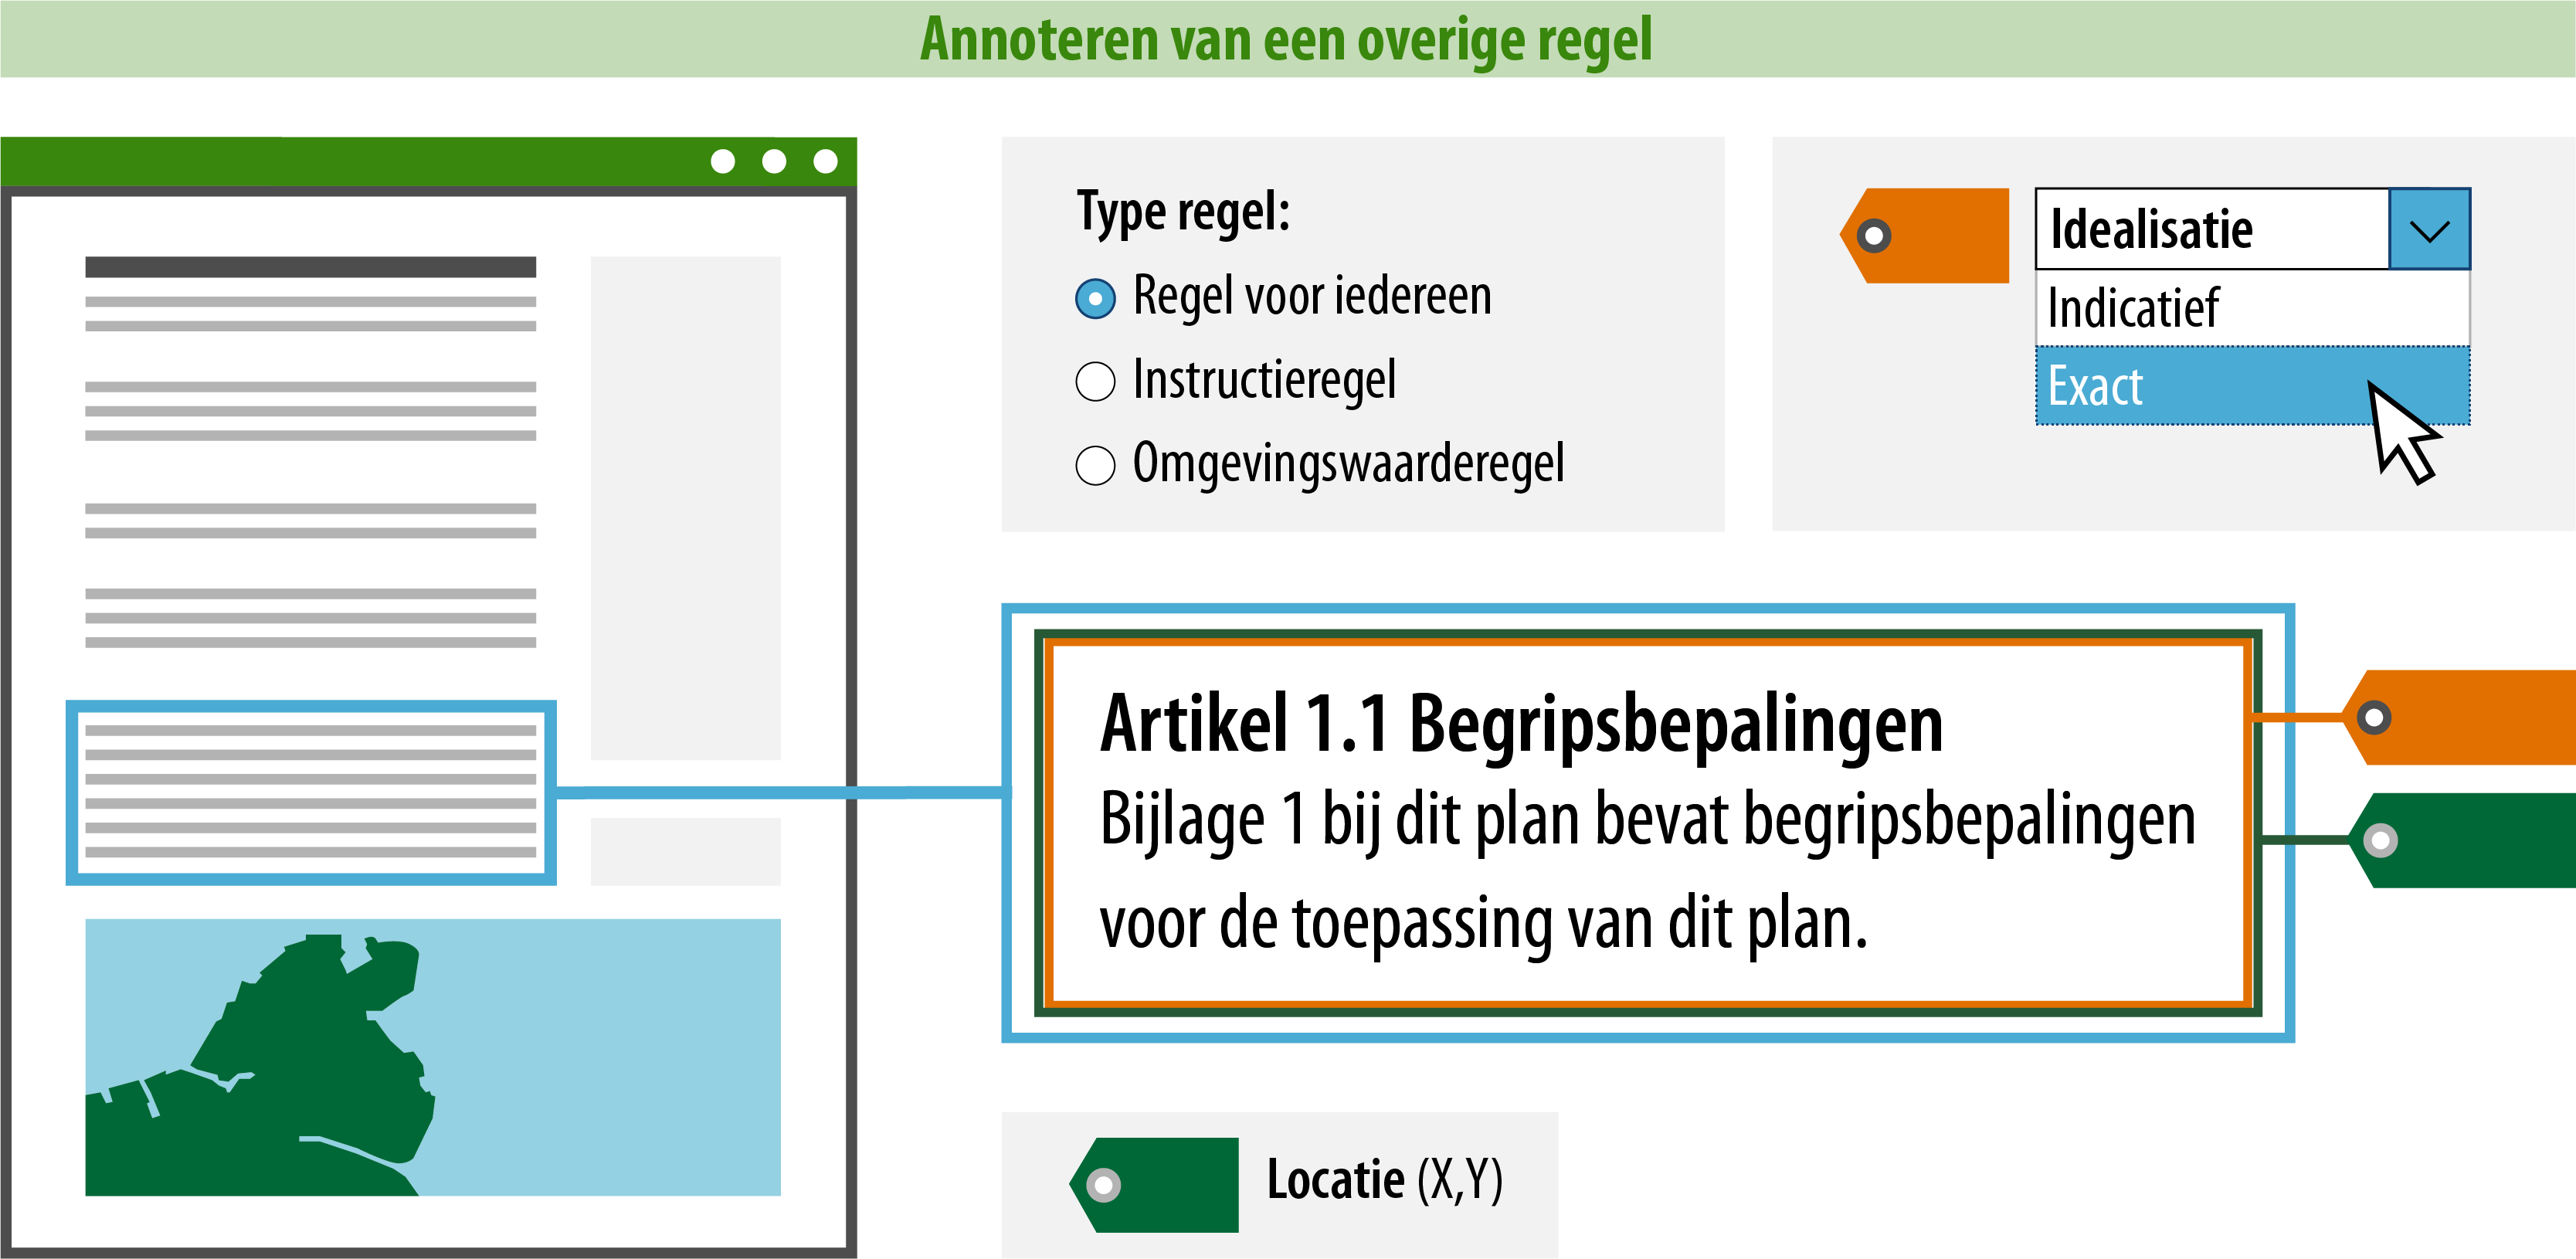 Annoteren van een overige regel
Type regel:
Regel voor iedereen
Instructieregel
Omgevingswaarderegel
Idealisatie
Indicatief
Exact
Artikel 1.1 Begripsbepalingen
Bijlage 1 bij dit plan bevat begripsbepalingen
voor de toepassing van dit plan.
Locatie (X,Y)